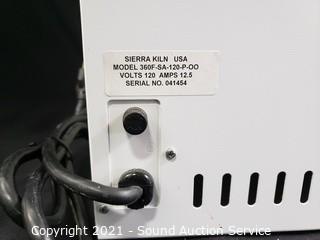 SIERRA KILN USA
MODEL 360F-SA-120-P-OO
VOLTS 120 AMPS 12.5
SERIAL NO. 041454
Copyright 2021 - Sound Auction Service